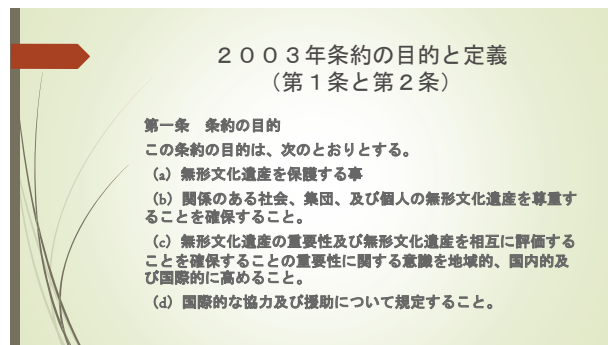 ２００３年条約の目的と定義
（第１条と第２条）
第一条　条約の目的
この条約の目的は、次のとおりとする。
（a）無形文化遺産を保護する事
（b）関係のある社会、集団、及び個人の無形文化遺産を尊重す
ることを確保すること。
（c）無形文化遺産の重要性及び無形文化遺産を相互に評価する
ことを確保することの重要性に関する意識を地域的、国内的及
び国際的に高めること。
（d）国際的な協力及び援助について規定すること。